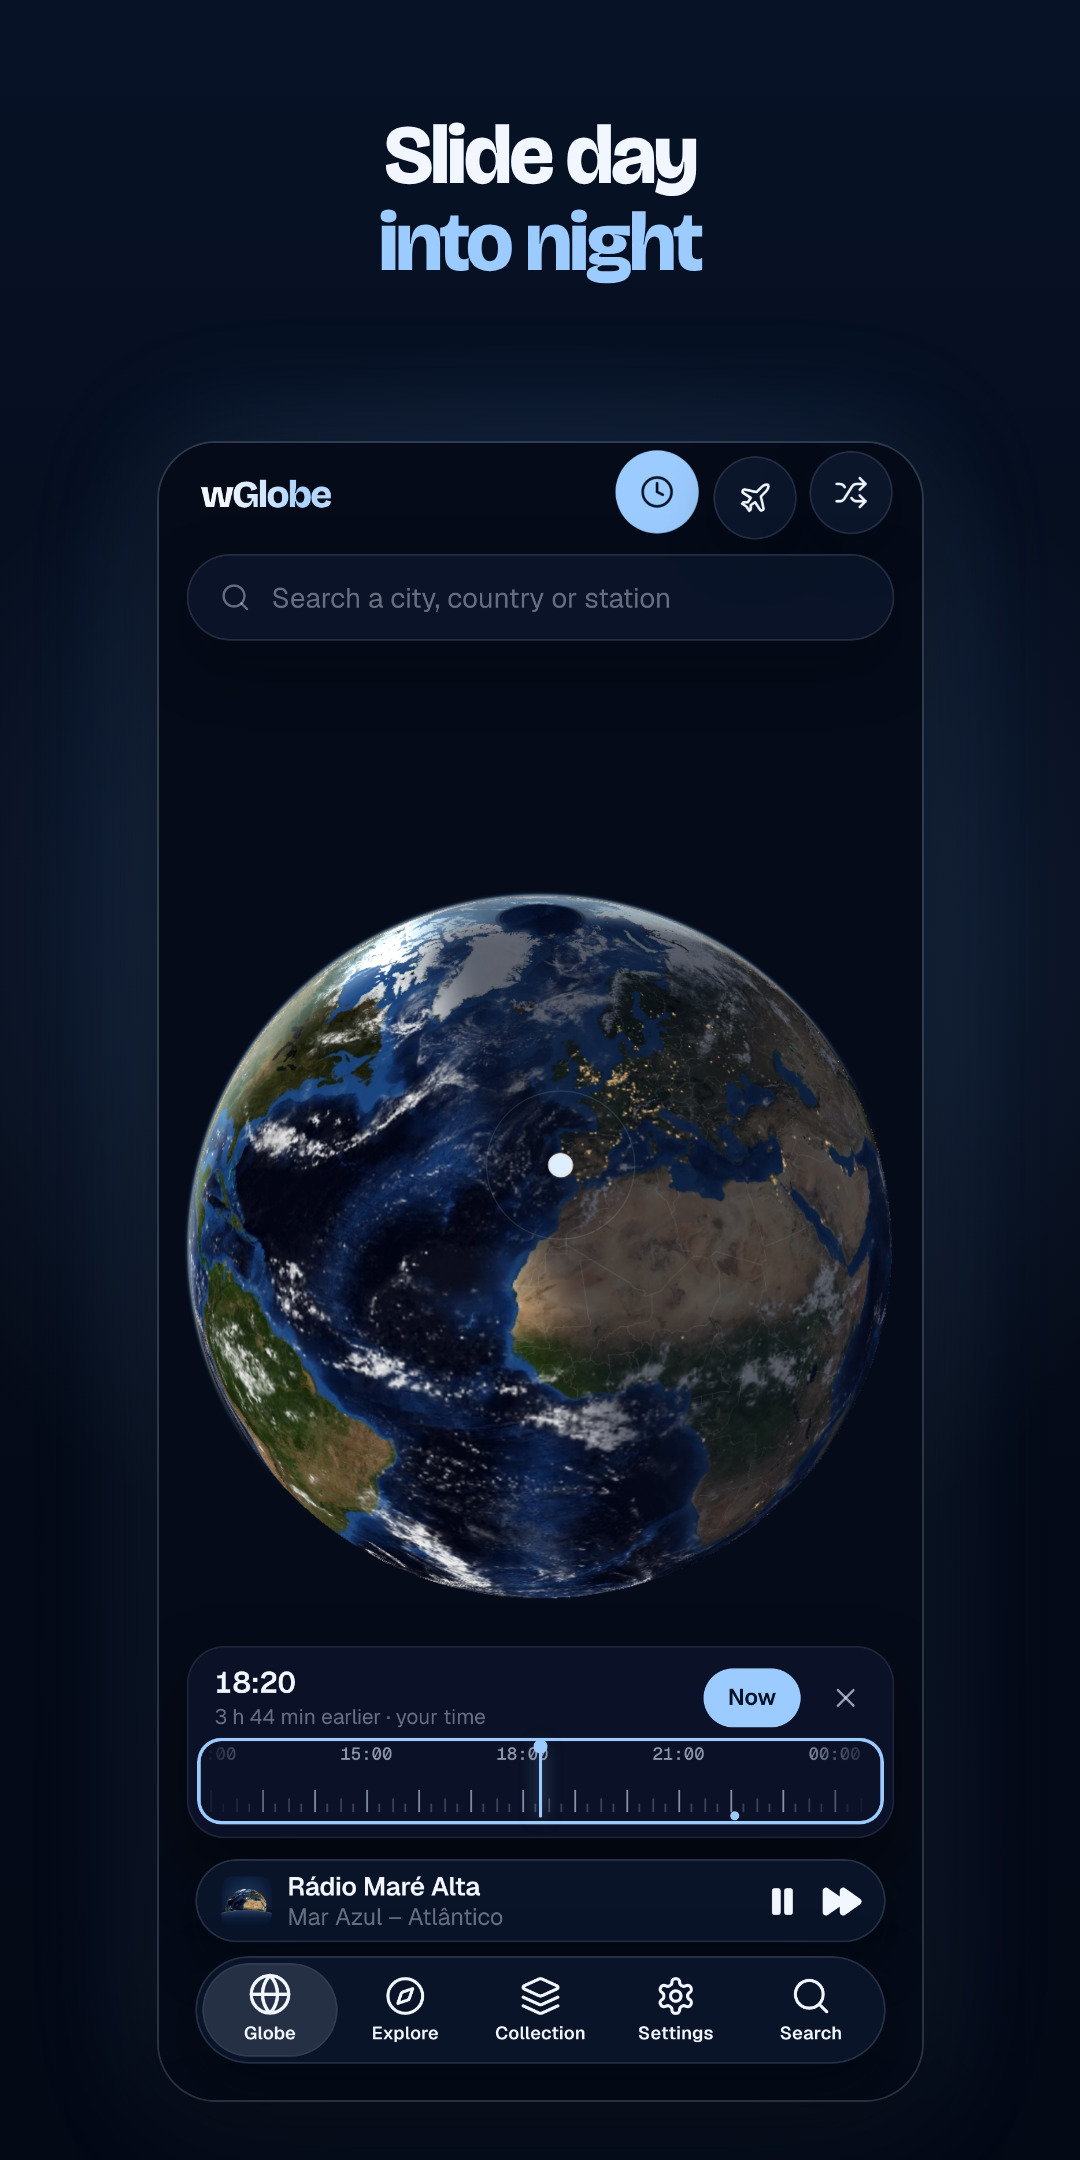 Slide day
into night
wGlobe
Search a city, country or station
18:20
Now
3 h 44 min earlier · your time
:00 15:00 18:00 21:00 00:00
Rádio Maré Alta
Mar Azul – Atlântico
Globe Explore Collection Settings Search